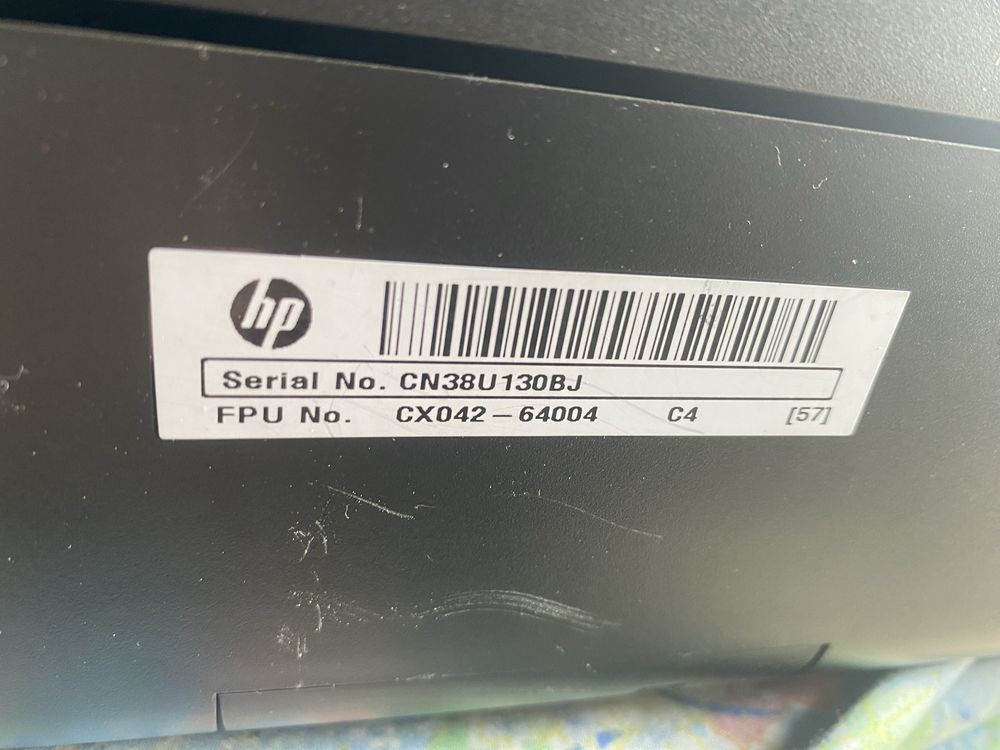 hp
Serial No. CN38U130BJ
FPU No. CX042-64004 C4 [57]